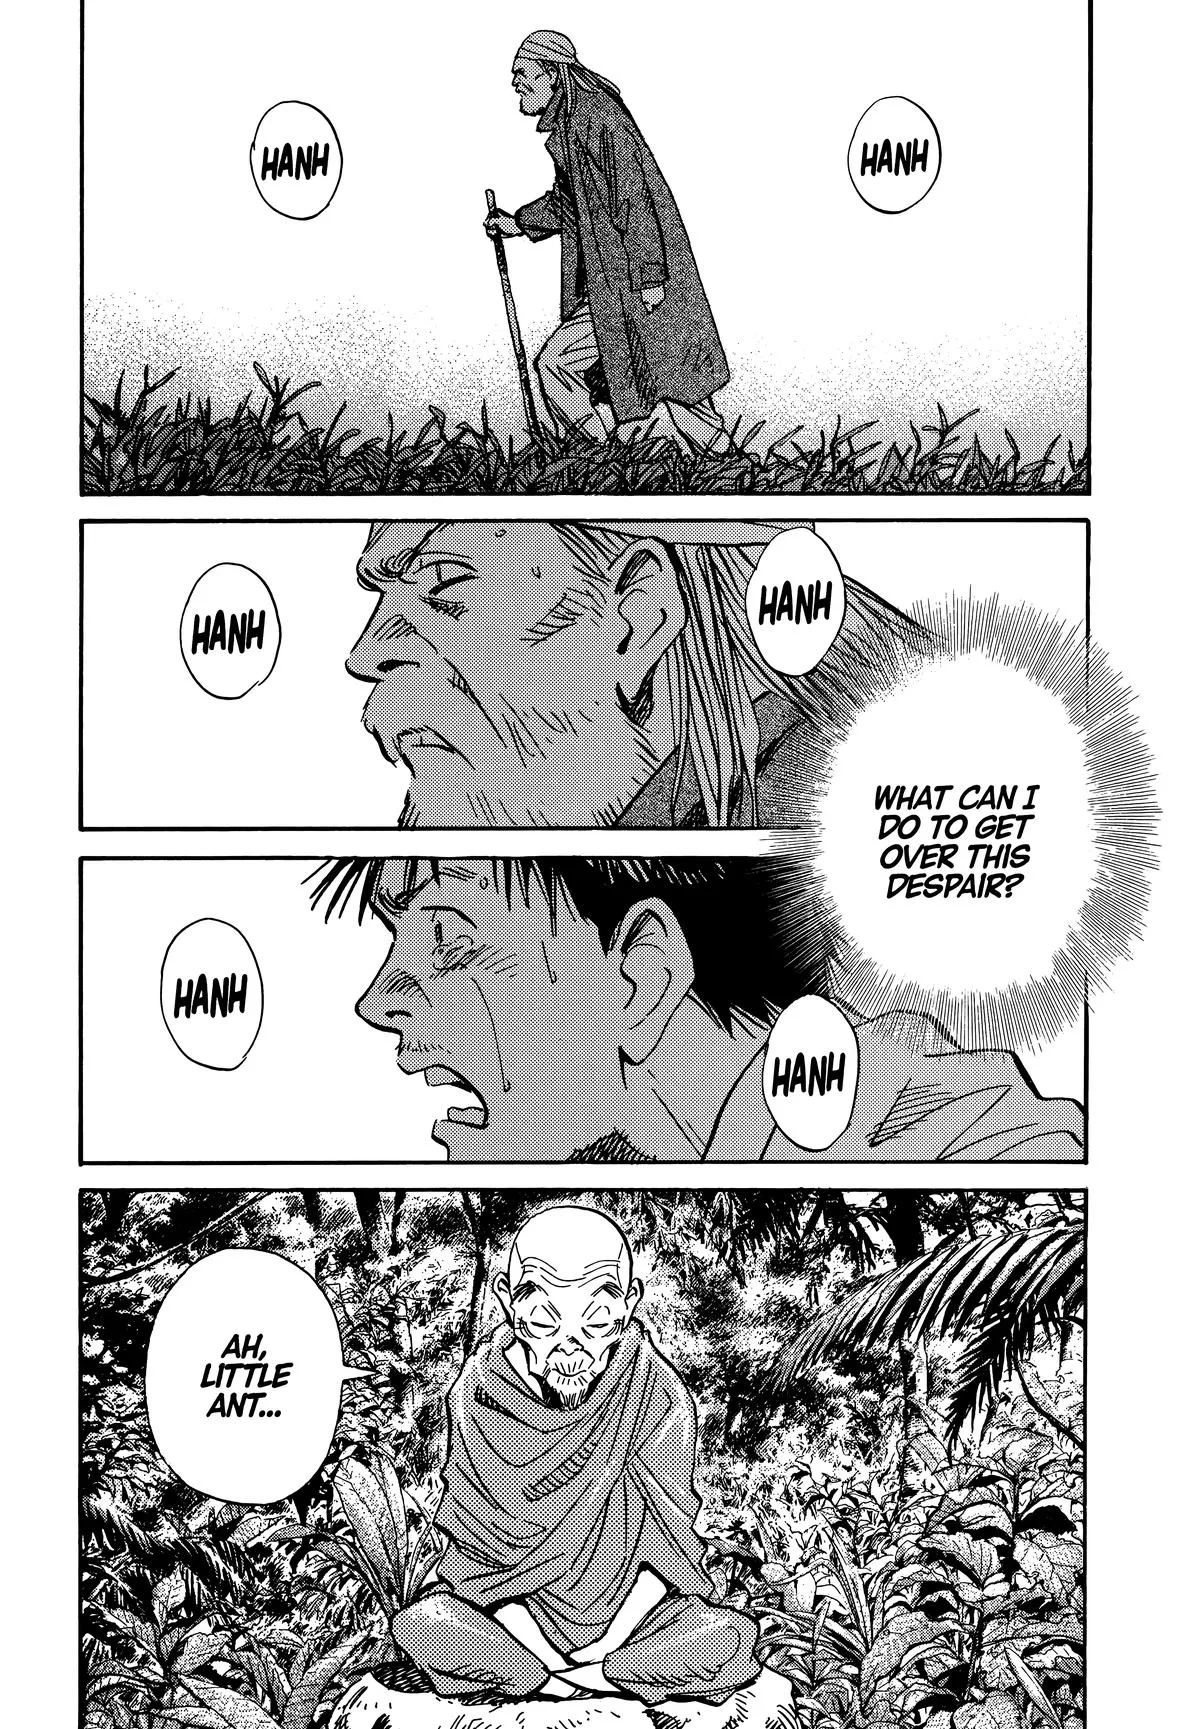 HANH
HANH
HANH
HANH
WHAT CAN I
DO TO GET
OVER THIS
DESPAIR?
HANH
HANH
AH,
LITTLE
ANT...